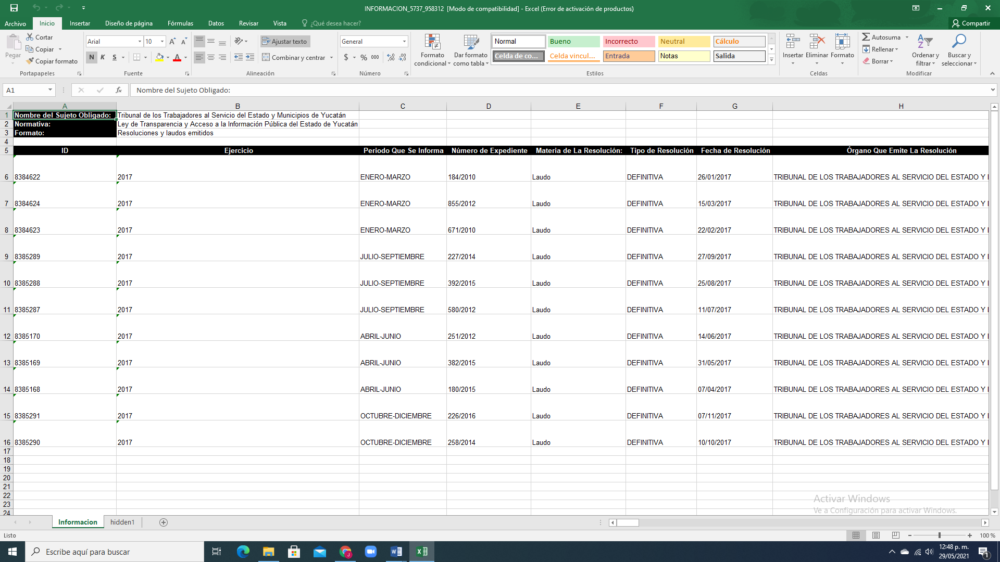 INFORMACION_5737_958312 [Modo de compatibilidad] - Excel (Error de activación de productos)
Archivo Inicio Insertar Diseño de página Fórmulas Datos Revisar Vista ¿Qué desea hacer? Compartir
Pegar Cortar Copiar Copiar formato Portapapeles
Arial 10 N K S Fuente
Ajustar texto Combinar y centrar Alineación
General $ % 000 Número
Formato condicional Dar formato como tabla
Normal Bueno Incorrecto Neutral Cálculo
Celda de co... Celda vincul... Entrada Notas Salida
Estilos
Insertar Eliminar Formato Celdas
Autosuma Rellenar Borrar Ordenar y filtrar Buscar y seleccionar Modificar
A1 fx Nombre del Sujeto Obligado:
A B C D E F G H
1 Nombre del Sujeto Obligado: Tribunal de los Trabajadores al Servicio del Estado y Municipios de Yucatán
2 Normativa: Ley de Transparencia y Acceso a la Información Pública del Estado de Yucatán
3 Formato: Resoluciones y laudos emitidos
4
5 ID Ejercicio Periodo Que Se Informa Número de Expediente Materia de La Resolución: Tipo de Resolución Fecha de Resolución Órgano Que Emite La Resolución
6 8384622 2017 ENERO-MARZO 184/2010 Laudo DEFINITIVA 26/01/2017 TRIBUNAL DE LOS TRABAJADORES AL SERVICIO DEL ESTADO Y
7 8384624 2017 ENERO-MARZO 855/2012 Laudo DEFINITIVA 15/03/2017 TRIBUNAL DE LOS TRABAJADORES AL SERVICIO DEL ESTADO Y
8 8384623 2017 ENERO-MARZO 671/2010 Laudo DEFINITIVA 22/02/2017 TRIBUNAL DE LOS TRABAJADORES AL SERVICIO DEL ESTADO Y
9 8385289 2017 JULIO-SEPTIEMBRE 227/2014 Laudo DEFINITIVA 27/09/2017 TRIBUNAL DE LOS TRABAJADORES AL SERVICIO DEL ESTADO Y
10 8385288 2017 JULIO-SEPTIEMBRE 392/2015 Laudo DEFINITIVA 25/08/2017 TRIBUNAL DE LOS TRABAJADORES AL SERVICIO DEL ESTADO Y
11 8385287 2017 JULIO-SEPTIEMBRE 580/2012 Laudo DEFINITIVA 11/07/2017 TRIBUNAL DE LOS TRABAJADORES AL SERVICIO DEL ESTADO Y
12 8385170 2017 ABRIL-JUNIO 251/2012 Laudo DEFINITIVA 14/06/2017 TRIBUNAL DE LOS TRABAJADORES AL SERVICIO DEL ESTADO Y
13 8385169 2017 ABRIL-JUNIO 382/2015 Laudo DEFINITIVA 31/05/2017 TRIBUNAL DE LOS TRABAJADORES AL SERVICIO DEL ESTADO Y
14 8385168 2017 ABRIL-JUNIO 180/2015 Laudo DEFINITIVA 07/04/2017 TRIBUNAL DE LOS TRABAJADORES AL SERVICIO DEL ESTADO Y
15 8385291 2017 OCTUBRE-DICIEMBRE 226/2016 Laudo DEFINITIVA 07/11/2017 TRIBUNAL DE LOS TRABAJADORES AL SERVICIO DEL ESTADO Y
16 8385290 2017 OCTUBRE-DICIEMBRE 258/2014 Laudo DEFINITIVA 10/10/2017 TRIBUNAL DE LOS TRABAJADORES AL SERVICIO DEL ESTADO Y
17
18
19
20
21
22
23
24
Activar Windows
Ve a Configuración para activar Windows.
Informacion hidden1
Listo 100 %
Escribe aquí para buscar
12:48 p. m.
29/05/2021
1